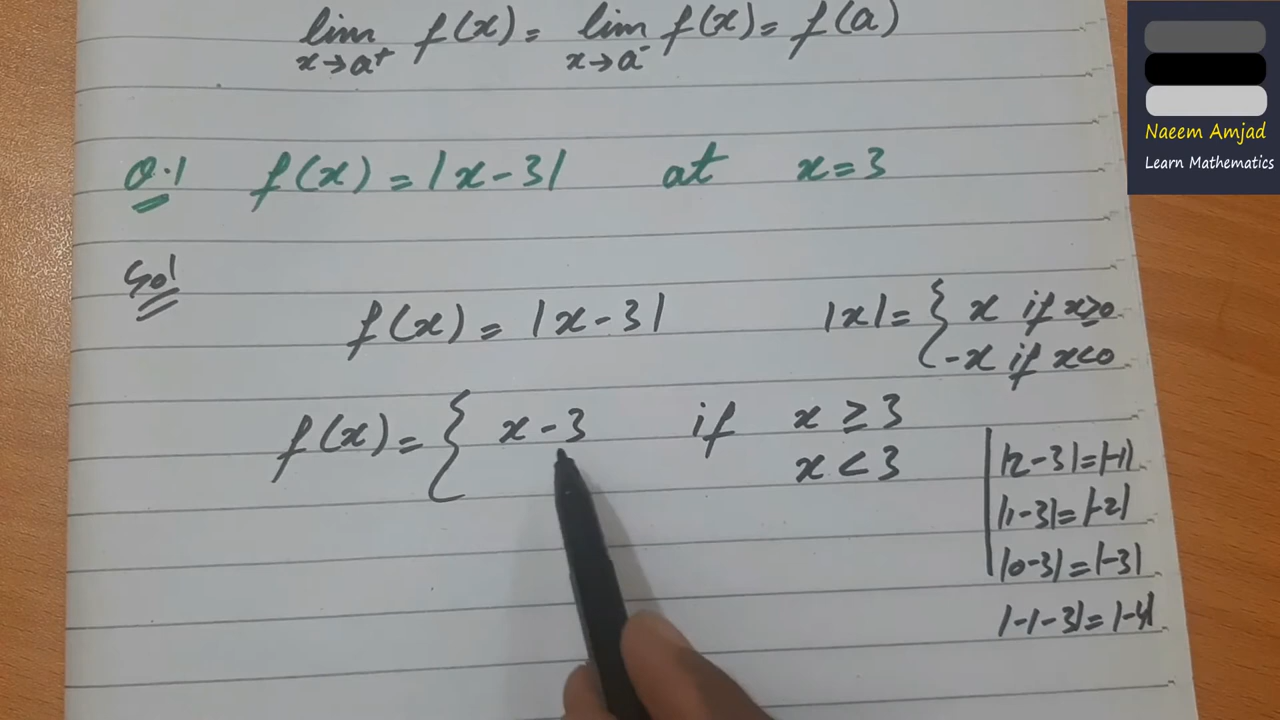 lim x→a⁺ f(x) = lim x→a⁻ f(x) = f(a)
Naeem Amjad
Learn Mathematics
Q.1 f(x) = |x-3| at x=3
Sol
f(x) = |x-3| |x| = { x if x≥0
-x if x<0
f(x) = { x-3 if x ≥ 3
x < 3
|2-3|=|-1|
|1-3|=|-2|
|0-3|=|-3|
|-1-3|=|-4|